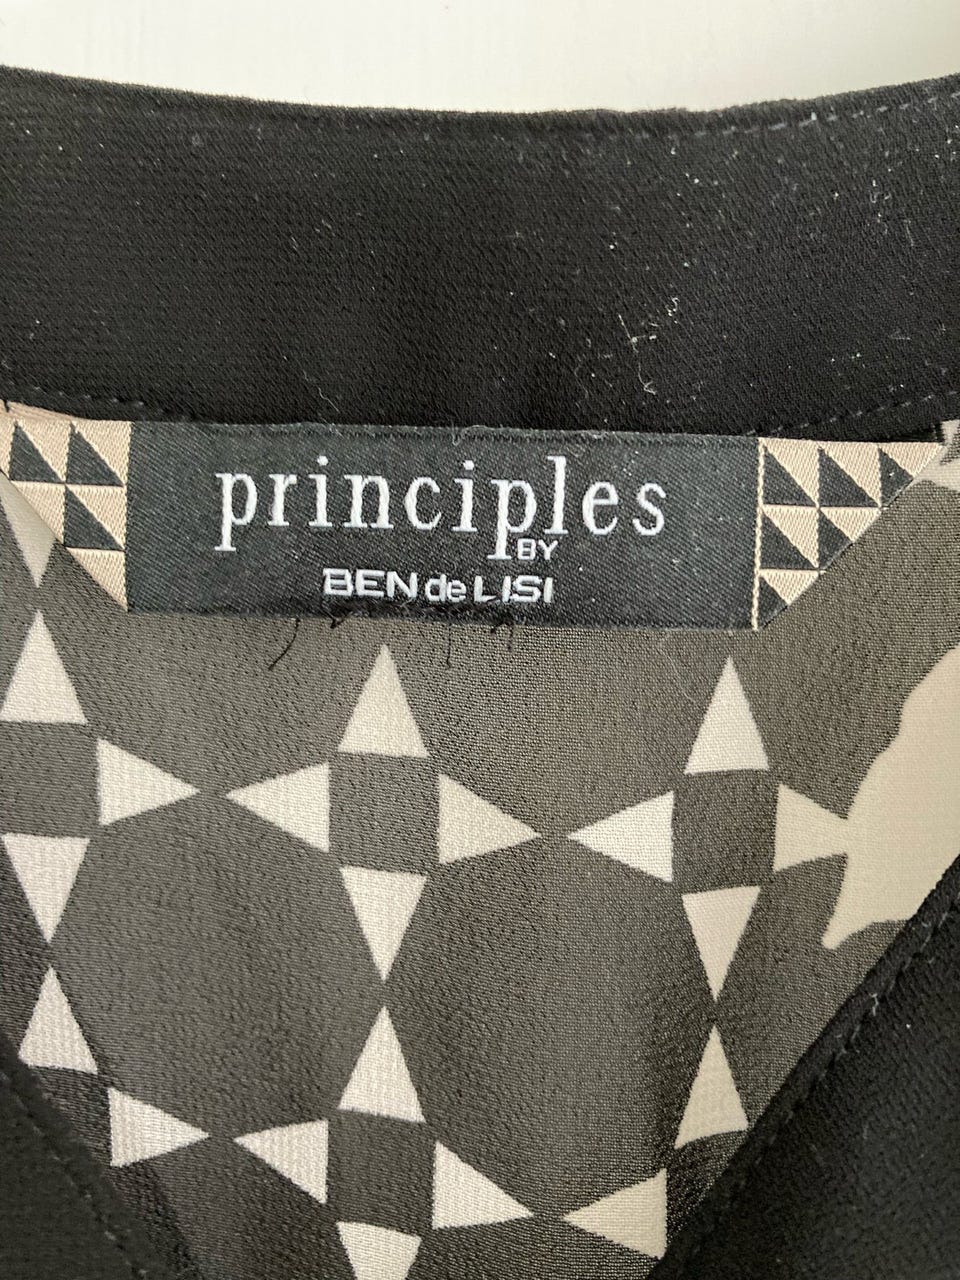 principles
BY
BEN de LISI